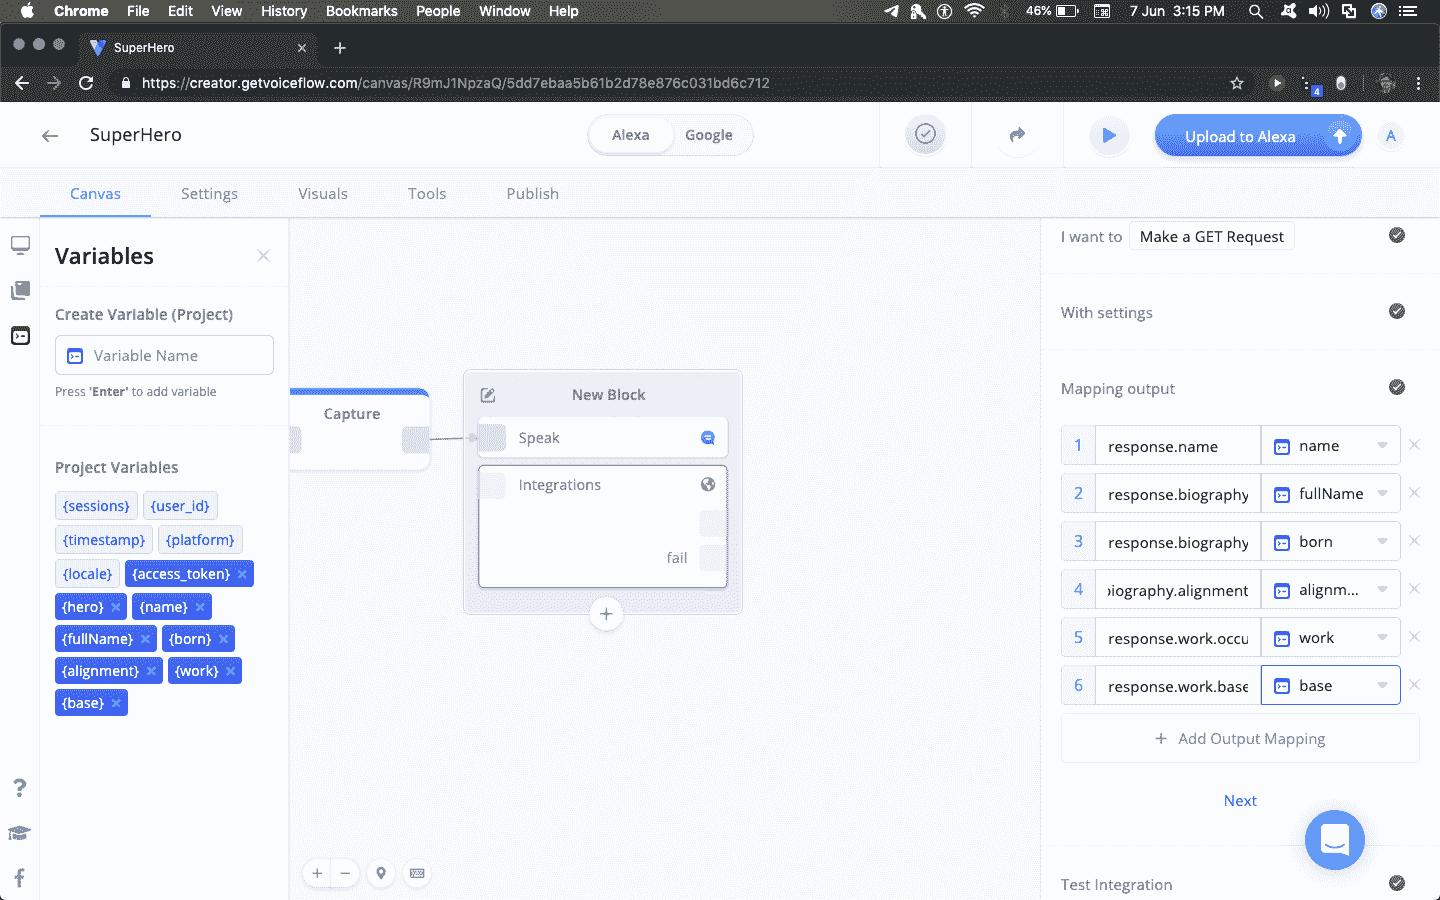 Chrome File Edit View History Bookmarks People Window Help 46% 7 Jun 3:15 PM
SuperHero
https://creator.getvoiceflow.com/canvas/R9mJ1NpzaQ/5dd7ebaa5b61b2d78e876c031bd6c712
4
SuperHero
Alexa Google
Upload to Alexa
A
Canvas Settings Visuals Tools Publish
Variables
Create Variable (Project)
Variable Name
Press 'Enter' to add variable
Project Variables
{sessions} {user_id}
{timestamp} {platform}
{locale} {access_token}
{hero} {name}
{fullName} {born}
{alignment} {work}
{base}
Capture
New Block
Speak
Integrations
fail
I want to Make a GET Request
With settings
Mapping output
1 response.name name
2 response.biography fullName
3 response.biography born
4 biography.alignment alignm...
5 response.work.occu work
6 response.work.base base
+ Add Output Mapping
Next
Test Integration